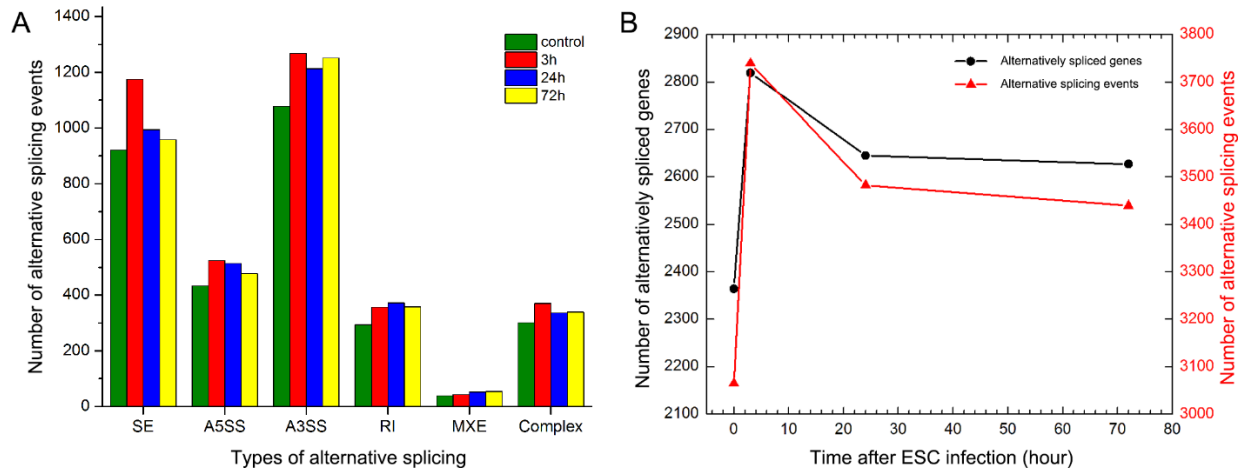 A
Number of alternative splicing events
1400
1200
1000
800
600
400
200
0
control
3h
24h
72h
SE A5SS A3SS RI MXE Complex
Types of alternative splicing
B
Number of alternatively spliced genes
2900
2800
2700
2600
2500
2400
2300
2200
2100
Alternatively spliced genes
Alternative splicing events
3800
3700
3600
3500
3400
3300
3200
3100
3000
Number of alternative splicing events
0 10 20 30 40 50 60 70 80
Time after ESC infection (hour)